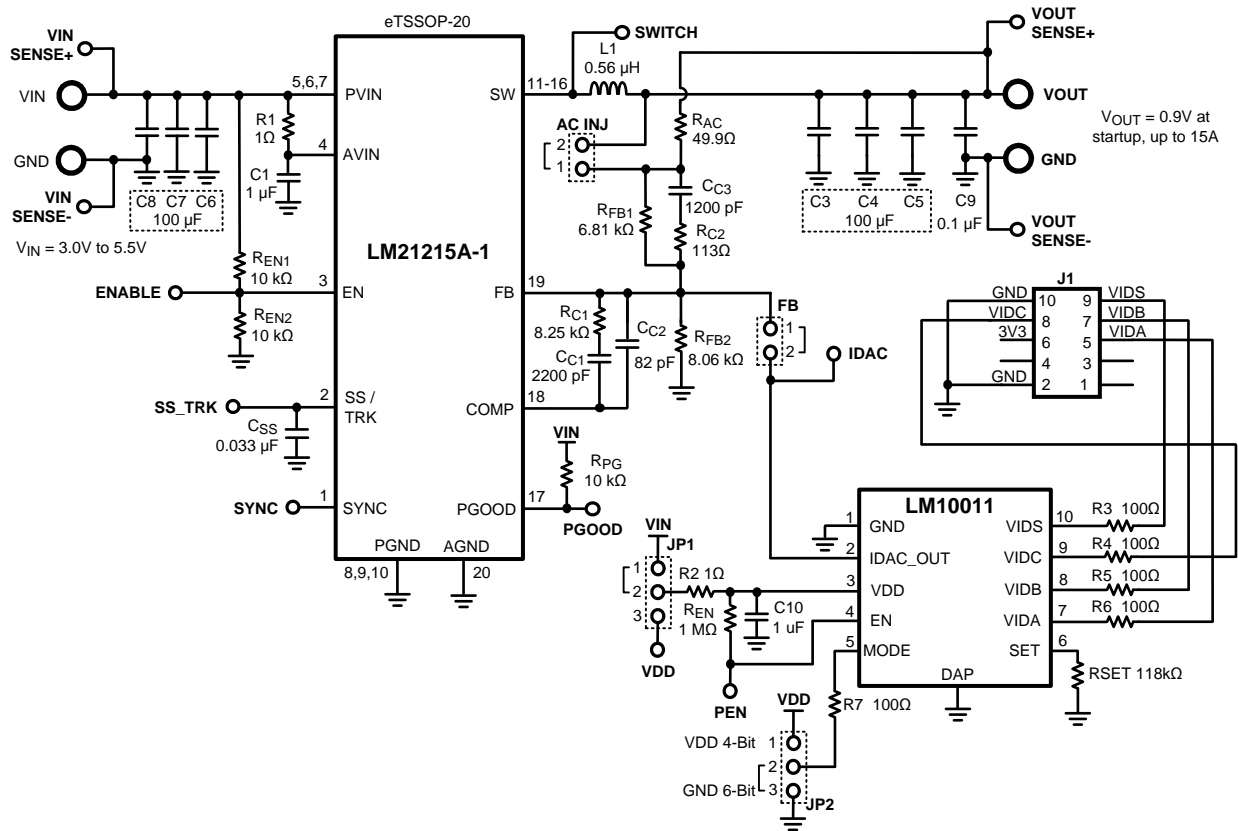 eTSSOP-20
VIN
SENSE+
VIN
GND
VIN
SENSE-
VIN = 3.0V to 5.5V
C8 C7 C6
100 µF
R1
1Ω
C1
1 µF
5,6,7
PVIN
4
AVIN
REN1
10 kΩ
ENABLE
3
EN
REN2
10 kΩ
SS_TRK
2
SS /
TRK
CSS
0.033 µF
SYNC
1
SYNC
LM21215A-1
PGND
8,9,10
AGND
20
SW
11-16
FB
19
COMP
18
PGOOD
17
SWITCH
L1
0.56 µH
AC INJ
2
1
RAC
49.9Ω
CC3
1200 pF
RFB1
6.81 kΩ
RC2
113Ω
RC1
8.25 kΩ
CC2
82 pF
CC1
2200 pF
RFB2
8.06 kΩ
VIN
RPG
10 kΩ
PGOOD
C3 C4 C5
100 µF
C9
0.1 µF
VOUT
SENSE+
VOUT
VOUT = 0.9V at
startup, up to 15A
GND
VOUT
SENSE-
FB
1
2
IDAC
J1
GND 10 9 VIDS
VIDC 8 7 VIDB
3V3 6 5 VIDA
4 3
GND 2 1
LM10011
1 GND
2 IDAC_OUT
3 VDD
4 EN
5 MODE
DAP
VIDS 10
VIDC 9
VIDB 8
VIDA 7
SET 6
R3 100Ω
R4 100Ω
R5 100Ω
R6 100Ω
RSET 118kΩ
VIN
JP1
1
2
3
VDD
R2 1Ω
REN
1 MΩ
C10
1 uF
PEN
R7 100Ω
VDD
VDD 4-Bit 1
2
GND 6-Bit 3
JP2